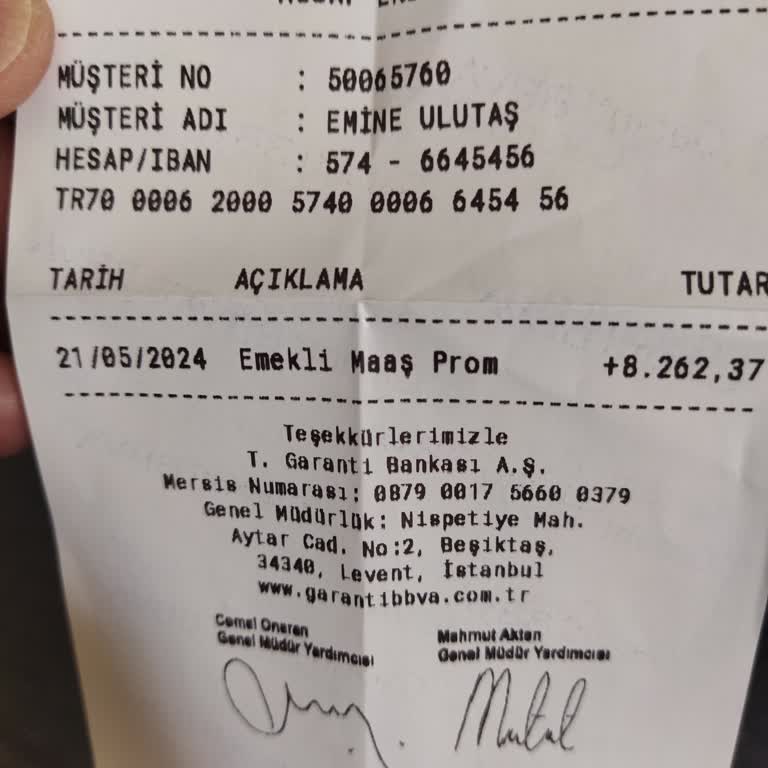 MÜŞTERİ NO : 50065760
MÜŞTERİ ADI : EMİNE ULUTAŞ
HESAP/IBAN : 574 - 6645456
TR70 0006 2000 5740 0006 6454 56
TARİH AÇIKLAMA TUTAR
21/05/2024 Emekli Maaş Prom +8.262,37
Teşekkürlerimizle
T. Garanti Bankası A.Ş.
Mersis Numarası: 0879 0017 5660 0379
Genel Müdürlük: Nispetiye Mah.
Aytar Cad. No:2, Beşiktaş,
34340, Levent, İstanbul
www.garantibbva.com.tr
Cemal Onaran Mahmut Akten
Genel Müdür Yardımcısı Genel Müdür Yardımcısı